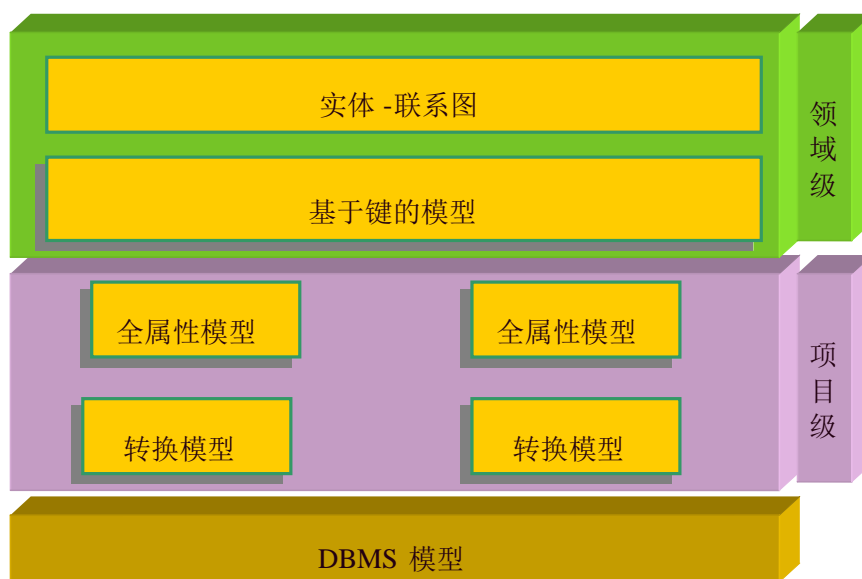 实体 -联系图
基于键的模型
领域级
全属性模型
全属性模型
转换模型
转换模型
项目级
DBMS 模型